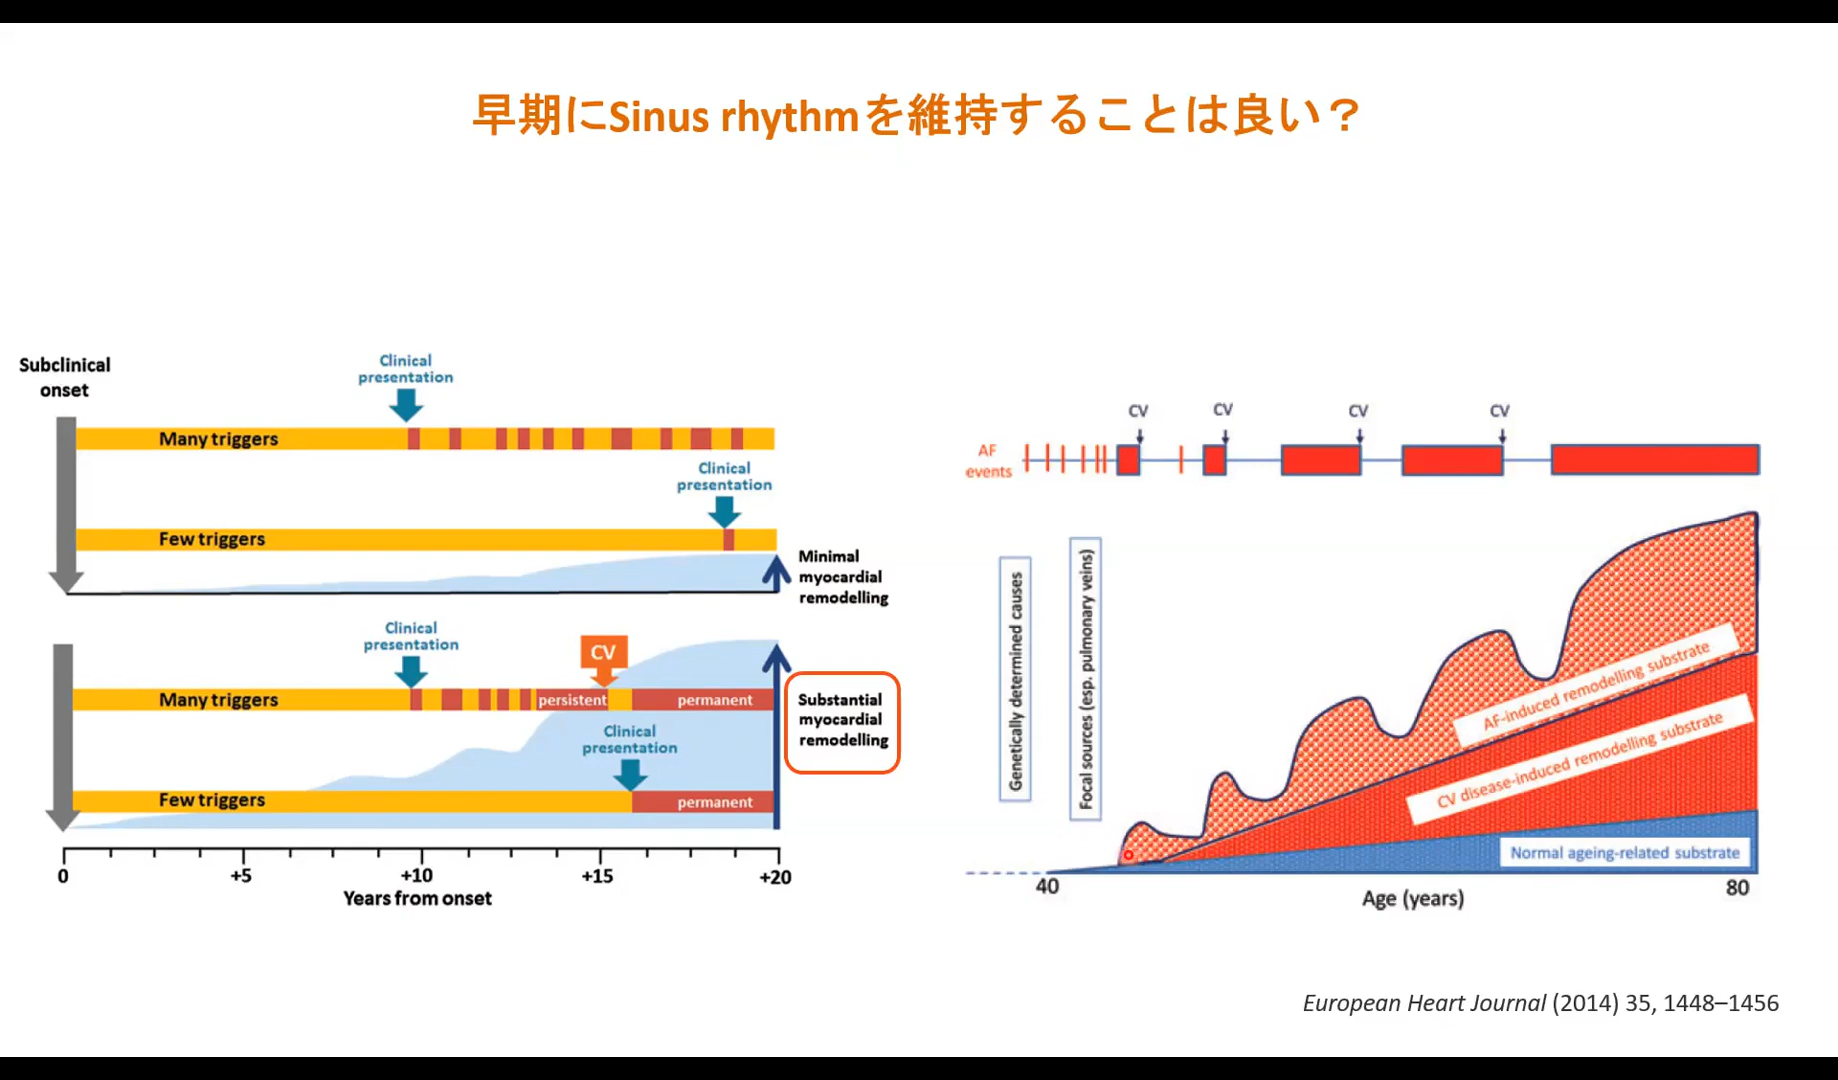 早期にSinus rhythmを維持することは良い？
Subclinical
onset
Clinical
presentation
Many triggers
Clinical
presentation
Few triggers
Minimal
myocardial
remodelling
Clinical
presentation
CV
Many triggers
persistent
permanent
Substantial
myocardial
remodelling
Clinical
presentation
Few triggers
permanent
0
+5
+10
+15
+20
Years from onset
CV
CV
CV
CV
AF
events
Genetically determined causes
Focal sources (esp. pulmonary veins)
AF-induced remodelling substrate
CV disease-induced remodelling substrate
Normal ageing-related substrate
40
80
Age (years)
European Heart Journal (2014) 35, 1448–1456